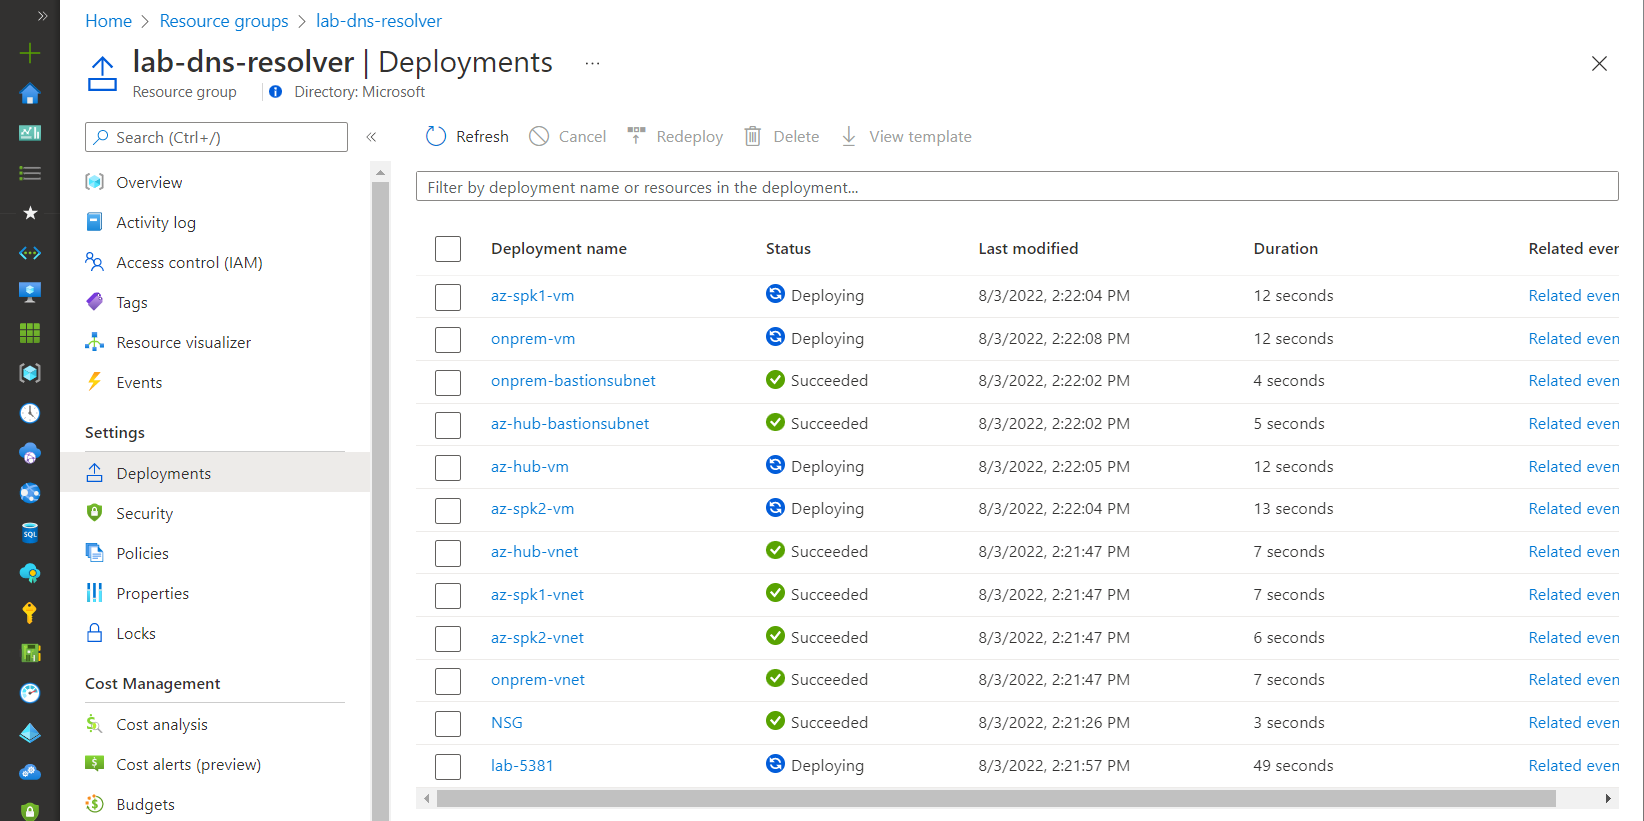 Home > Resource groups > lab-dns-resolver
lab-dns-resolver | Deployments ...
Resource group
Directory: Microsoft
Search (Ctrl+/)
Refresh Cancel Redeploy Delete View template
Filter by deployment name or resources in the deployment...
Overview
Activity log
Access control (IAM)
Tags
Resource visualizer
Events
Settings
Deployments
Security
Policies
Properties
Locks
Cost Management
Cost analysis
Cost alerts (preview)
Budgets
SQL
Deployment name Status Last modified Duration Related ever
az-spk1-vm Deploying 8/3/2022, 2:22:04 PM 12 seconds Related even
onprem-vm Deploying 8/3/2022, 2:22:08 PM 12 seconds Related even
onprem-bastionsubnet Succeeded 8/3/2022, 2:22:02 PM 4 seconds Related even
az-hub-bastionsubnet Succeeded 8/3/2022, 2:22:02 PM 5 seconds Related even
az-hub-vm Deploying 8/3/2022, 2:22:05 PM 12 seconds Related even
az-spk2-vm Deploying 8/3/2022, 2:22:04 PM 13 seconds Related even
az-hub-vnet Succeeded 8/3/2022, 2:21:47 PM 7 seconds Related even
az-spk1-vnet Succeeded 8/3/2022, 2:21:47 PM 7 seconds Related even
az-spk2-vnet Succeeded 8/3/2022, 2:21:47 PM 6 seconds Related even
onprem-vnet Succeeded 8/3/2022, 2:21:47 PM 7 seconds Related even
NSG Succeeded 8/3/2022, 2:21:26 PM 3 seconds Related even
lab-5381 Deploying 8/3/2022, 2:21:57 PM 49 seconds Related even